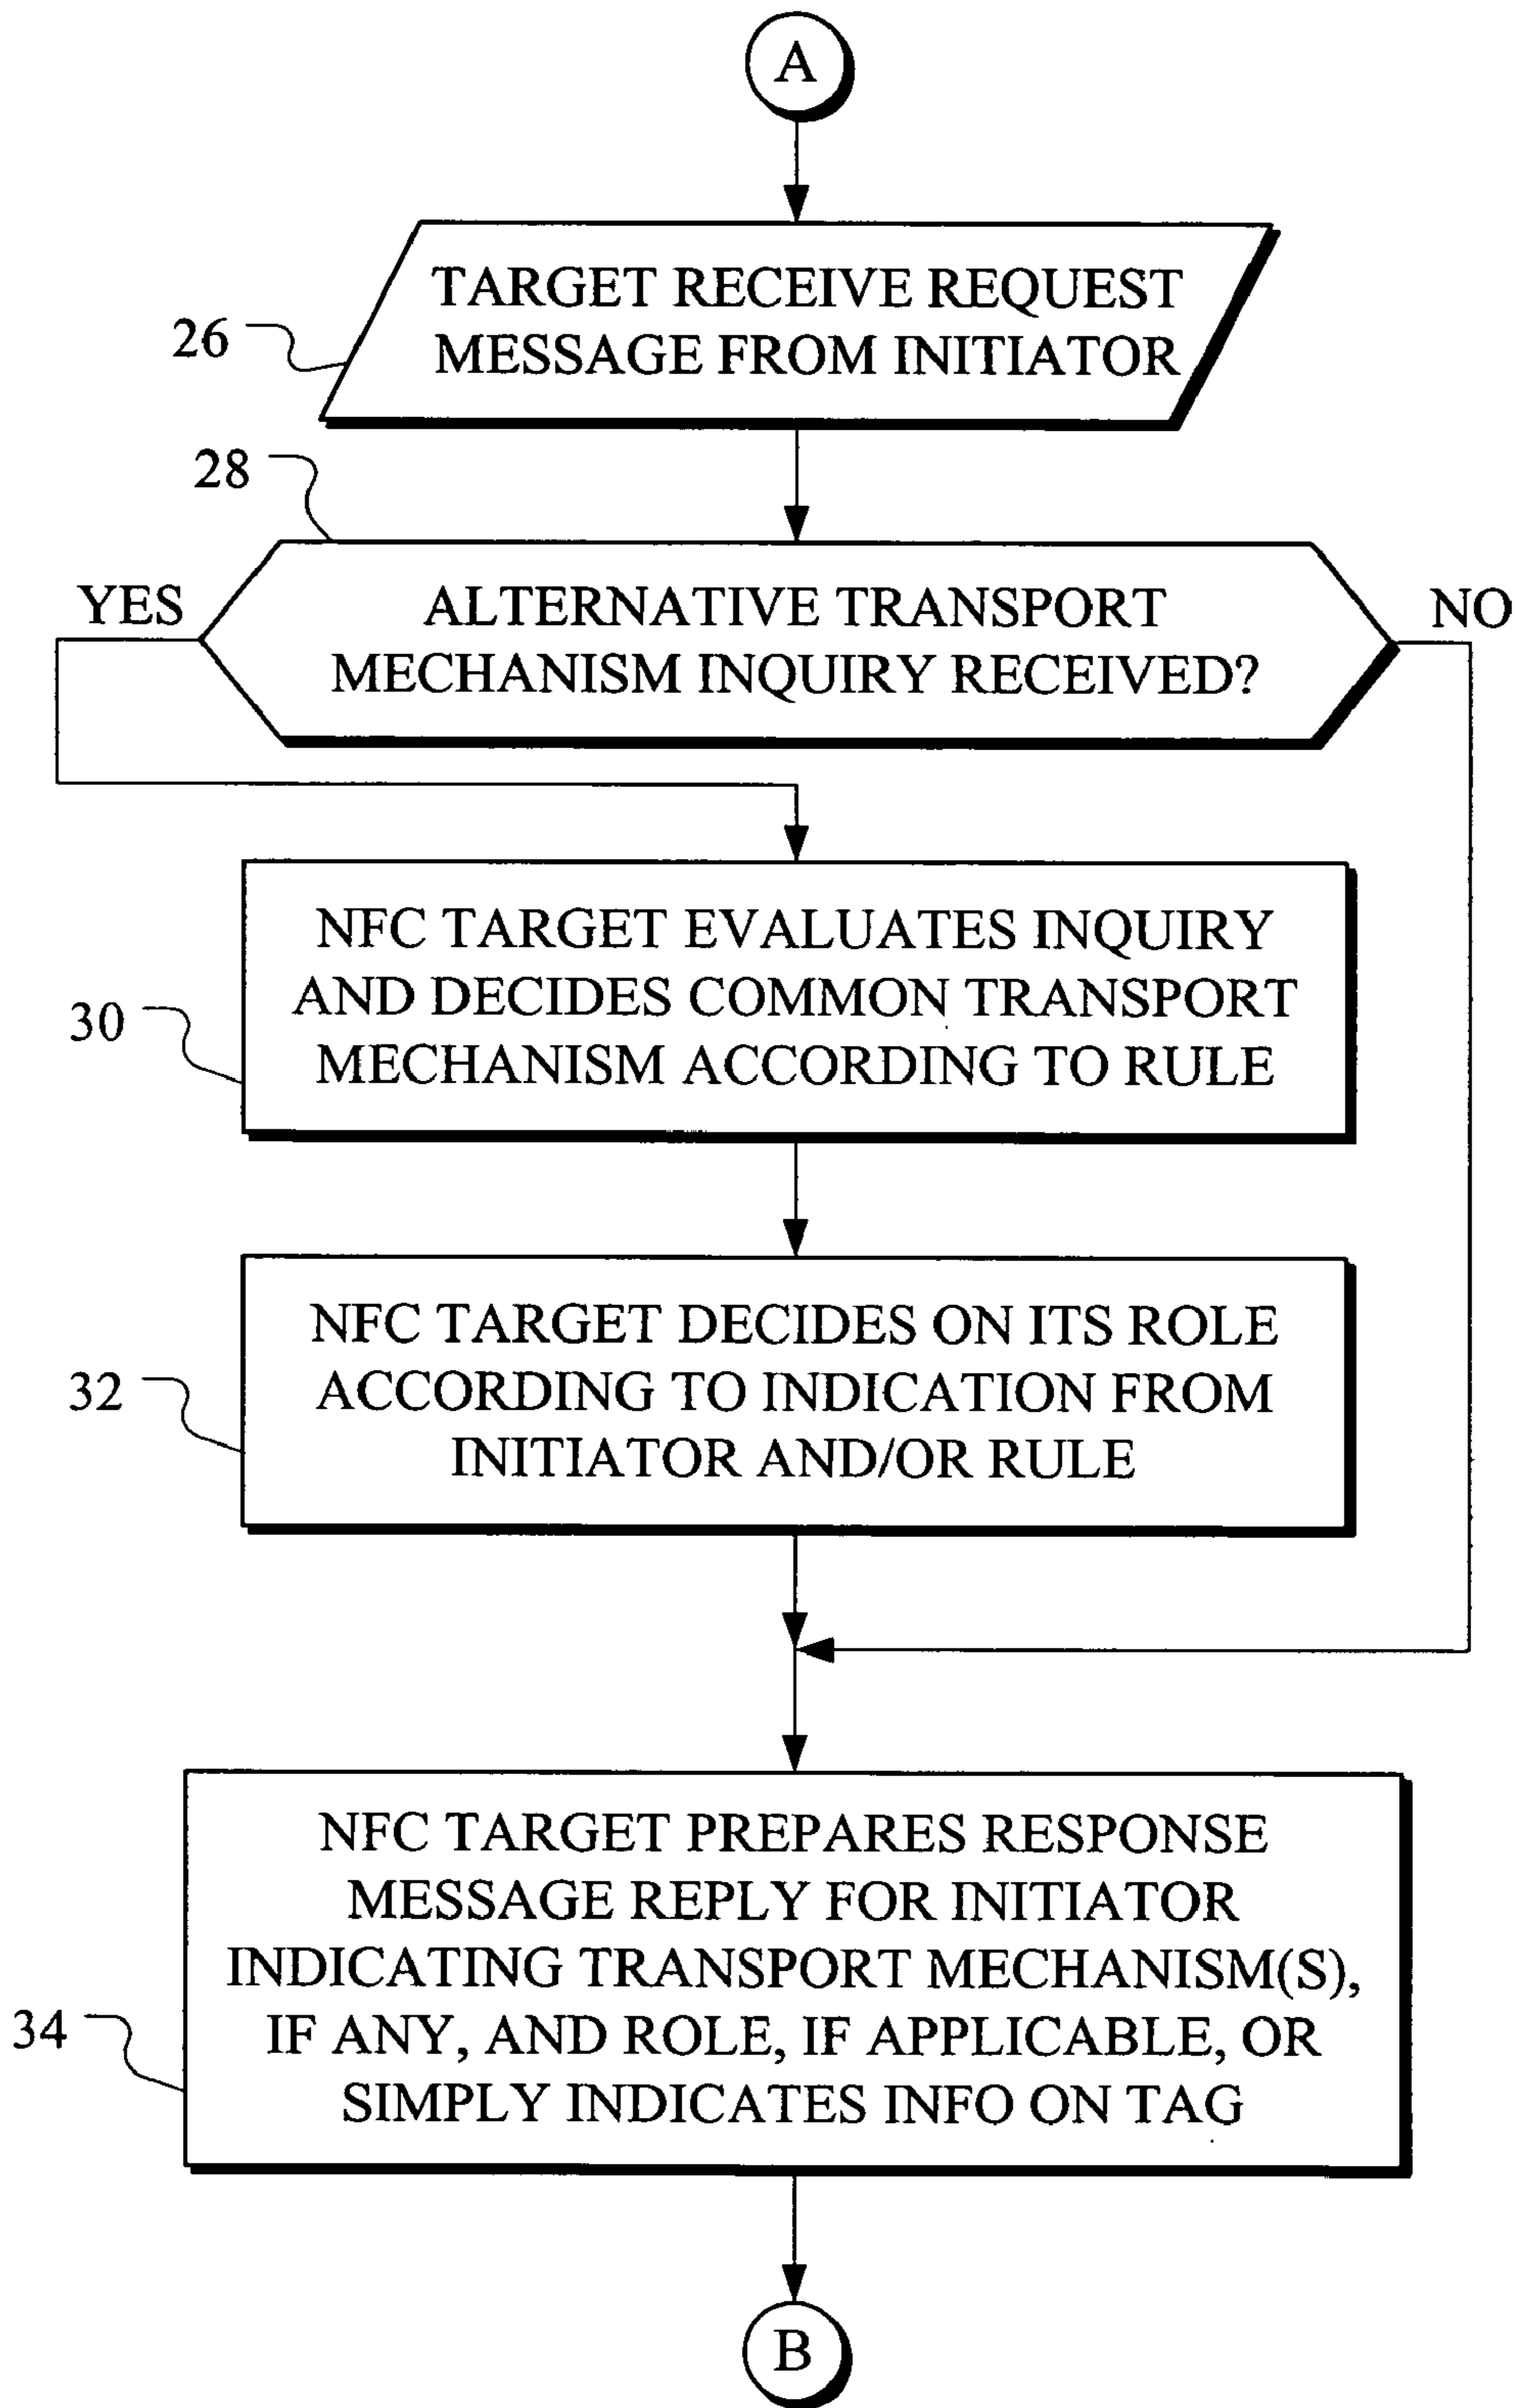 A
TARGET RECEIVE REQUEST
MESSAGE FROM INITIATOR
26
28
YES
ALTERNATIVE TRANSPORT
MECHANISM INQUIRY RECEIVED?
NO
NFC TARGET EVALUATES INQUIRY
AND DECIDES COMMON TRANSPORT
MECHANISM ACCORDING TO RULE
30
NFC TARGET DECIDES ON ITS ROLE
ACCORDING TO INDICATION FROM
INITIATOR AND/OR RULE
32
NFC TARGET PREPARES RESPONSE
MESSAGE REPLY FOR INITIATOR
INDICATING TRANSPORT MECHANISM(S),
IF ANY, AND ROLE, IF APPLICABLE, OR
SIMPLY INDICATES INFO ON TAG
34
B